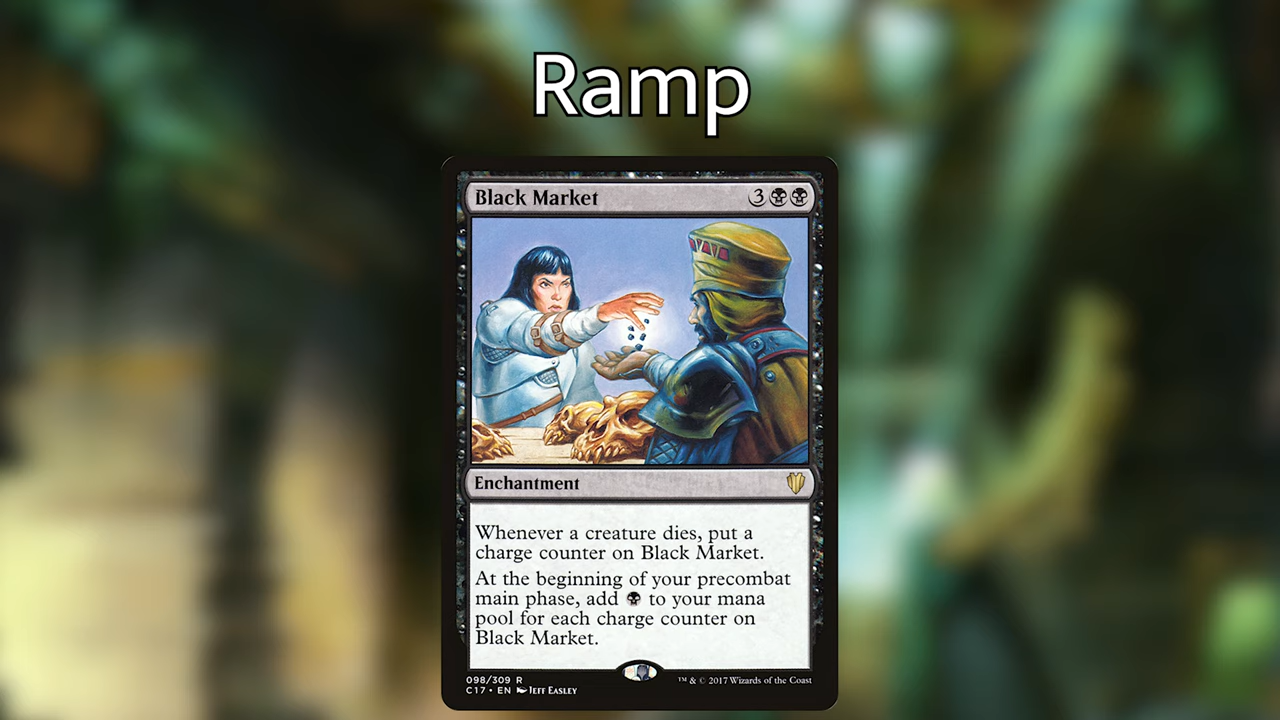 Ramp
Black Market 3
Enchantment
Whenever a creature dies, put a
charge counter on Black Market.
At the beginning of your precombat
main phase, add to your mana
pool for each charge counter on
Black Market.
098/309 R
C17 • EN Jeff Easley
™ & © 2017 Wizards of the Coast